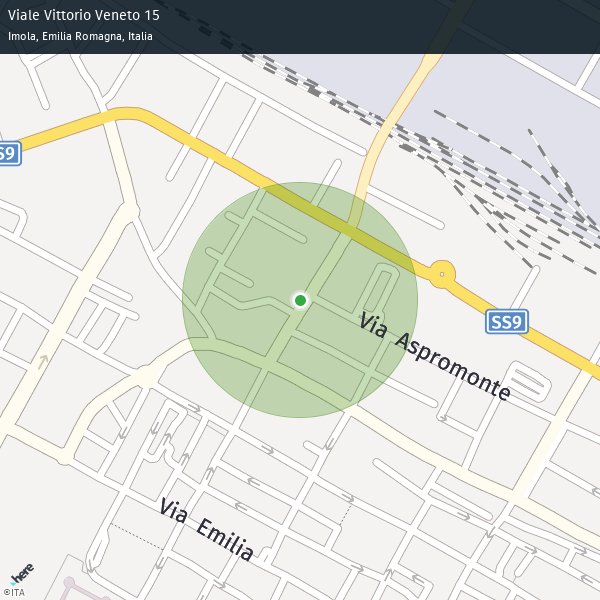 Viale Vittorio Veneto 15
Imola, Emilia Romagna, Italia
S9
SS9
Via Aspromonte
Via Emilia
here
©ITA